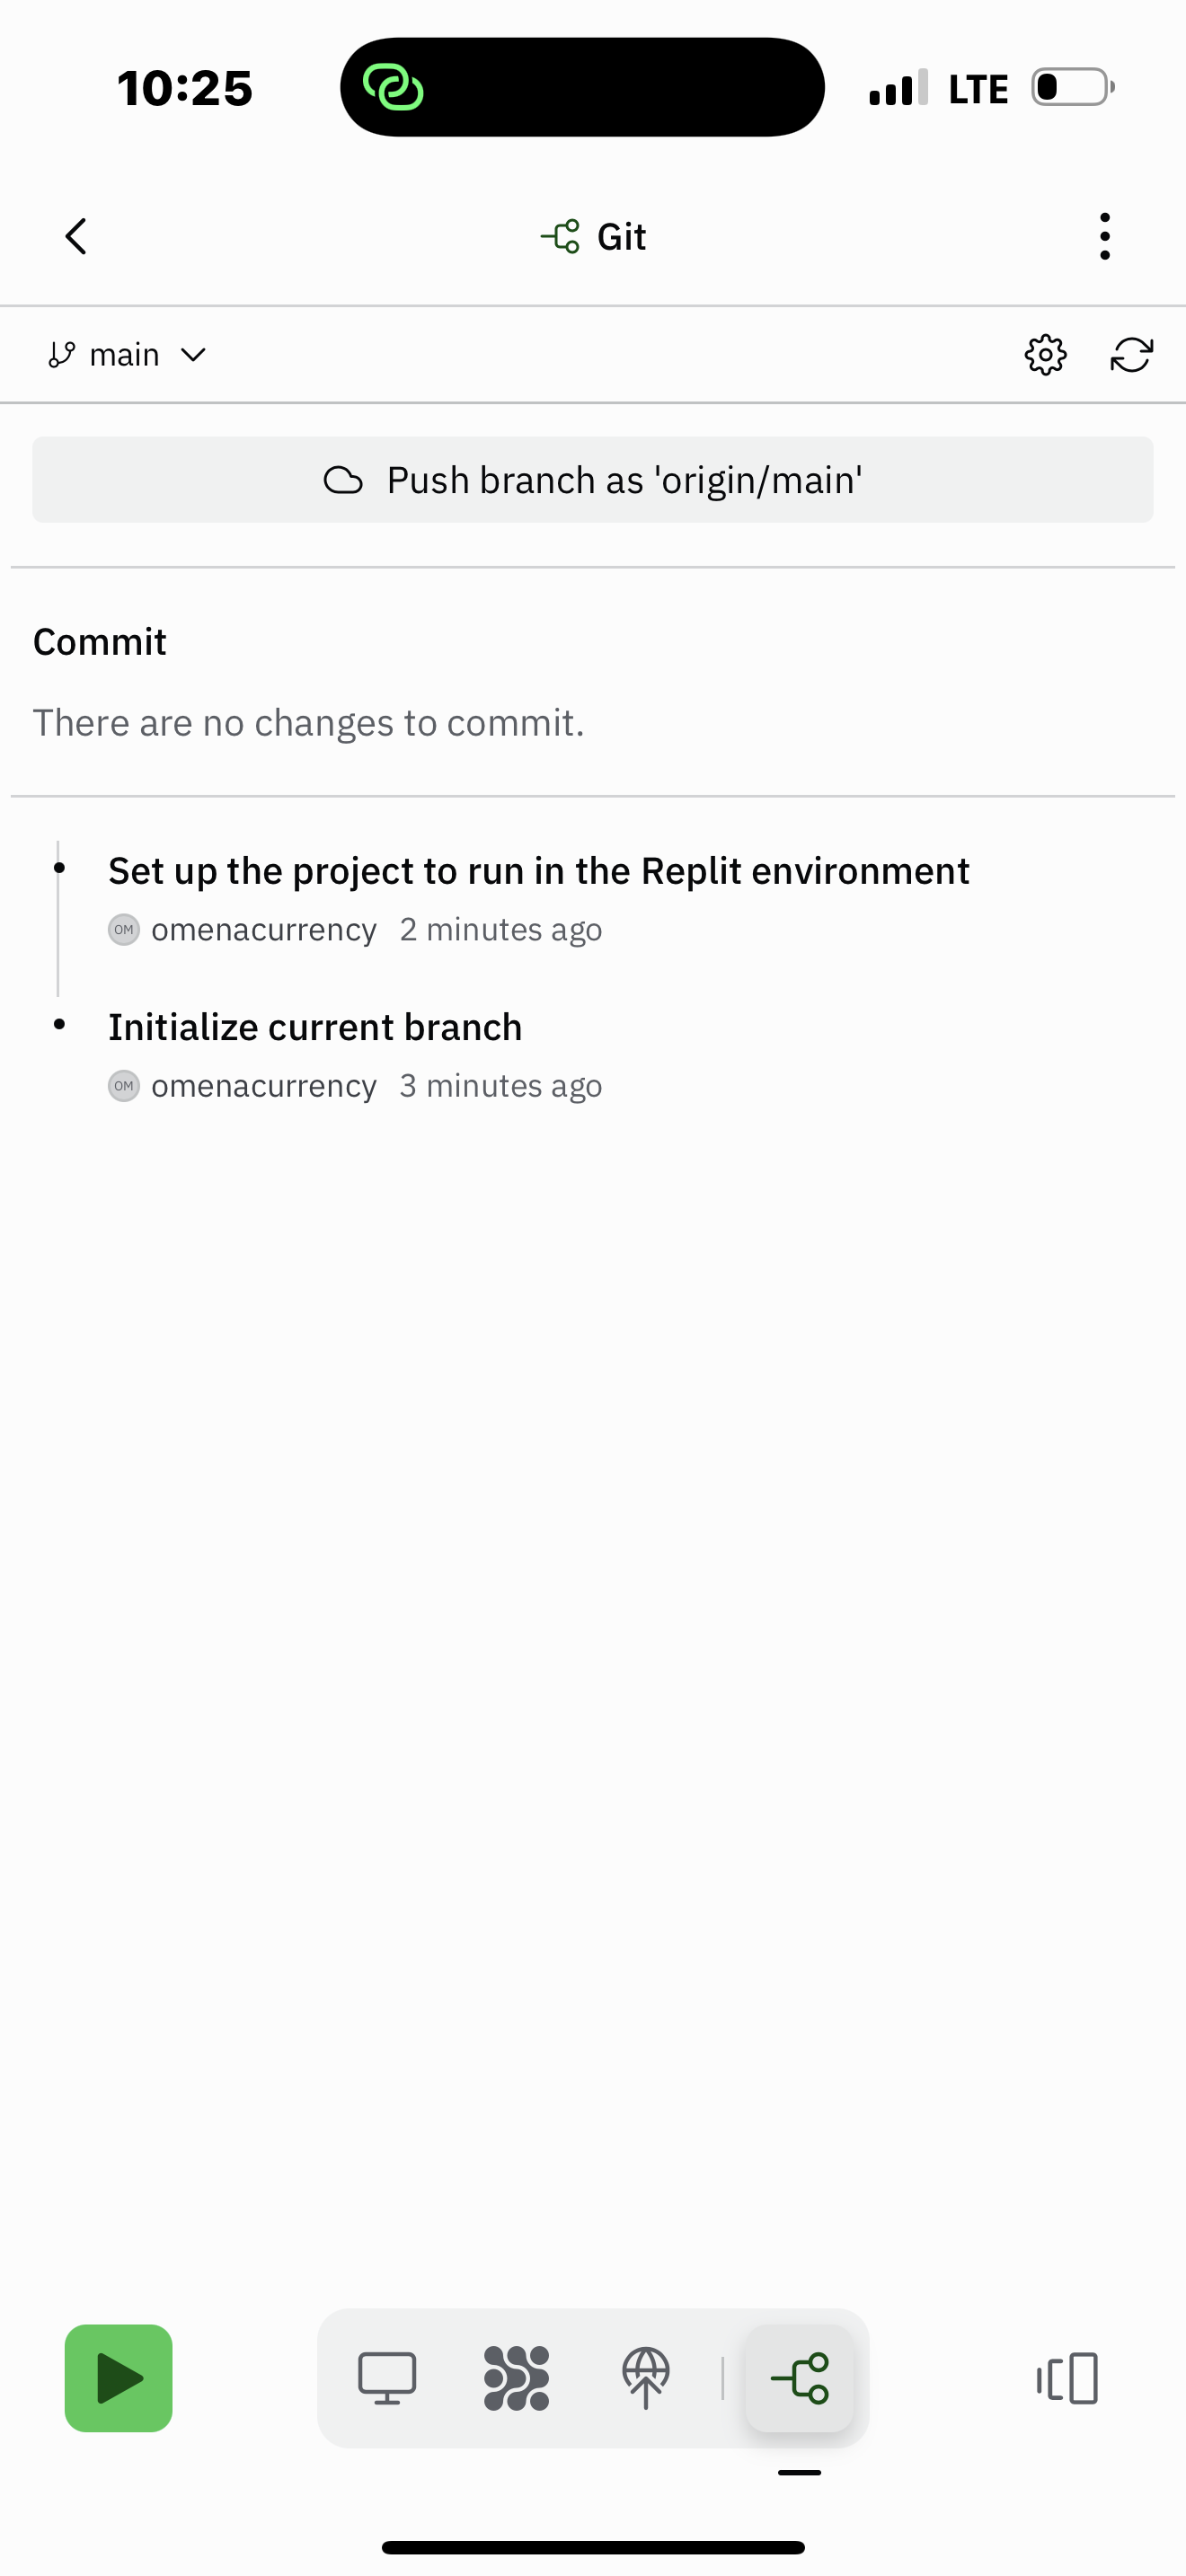 10:25
LTE
Git
main
Push branch as 'origin/main'
Commit
There are no changes to commit.
Set up the project to run in the Replit environment
OM omenacurrency 2 minutes ago
Initialize current branch
OM omenacurrency 3 minutes ago